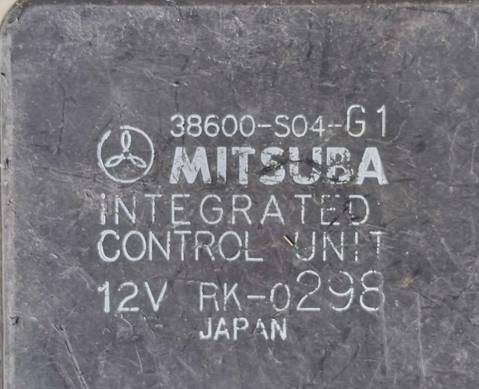 38600-S04-G1
MITSUBA
INTEGRATED
CONTROL UNIT
12V RK-0298
JAPAN